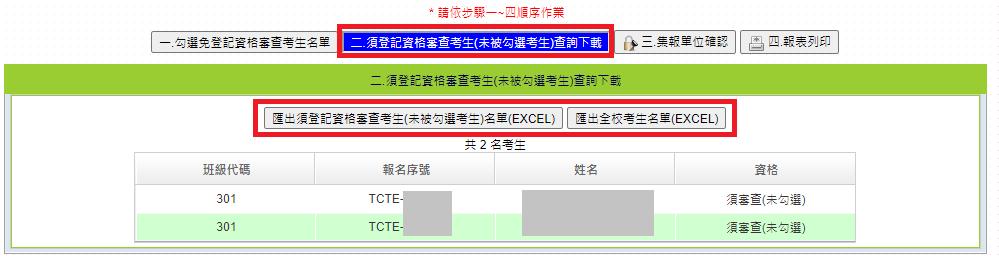 * 請依步驟一~四順序作業
一.勾選免登記資格審查考生名單 二.須登記資格審查考生(未被勾選考生)查詢下載 三.集報單位確認 四.報表列印
二.須登記資格審查考生(未被勾選考生)查詢下載
匯出須登記資格審查考生(未被勾選考生)名單(EXCEL) 匯出全校考生名單(EXCEL)
共 2 名考生
班級代碼 報名序號 姓名 資格
301 TCTE- 須審查(未勾選)
301 TCTE- 須審查(未勾選)